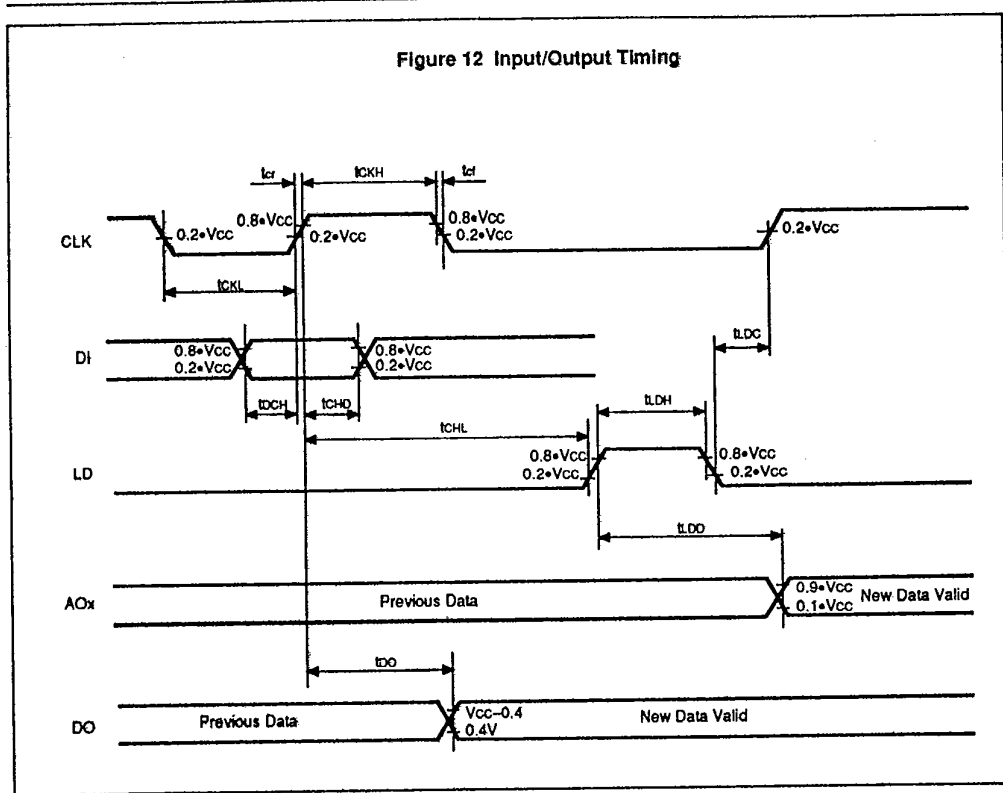 Figure 12 Input/Output Timing
tcr
tCKH
tcf
CLK
0.2•VCC
0.8•VCC
0.2•VCC
0.8•VCC
0.2•VCC
0.2•VCC
tCKL
tLDC
DI
0.8•VCC
0.2•VCC
0.8•VCC
0.2•VCC
tDCH
tCHD
tLDH
tCHL
LD
0.8•VCC
0.2•VCC
0.8•VCC
0.2•VCC
tLDD
AOx
Previous Data
0.9•VCC
0.1•VCC
New Data Valid
tDO
DO
Previous Data
VCC–0.4
0.4V
New Data Valid